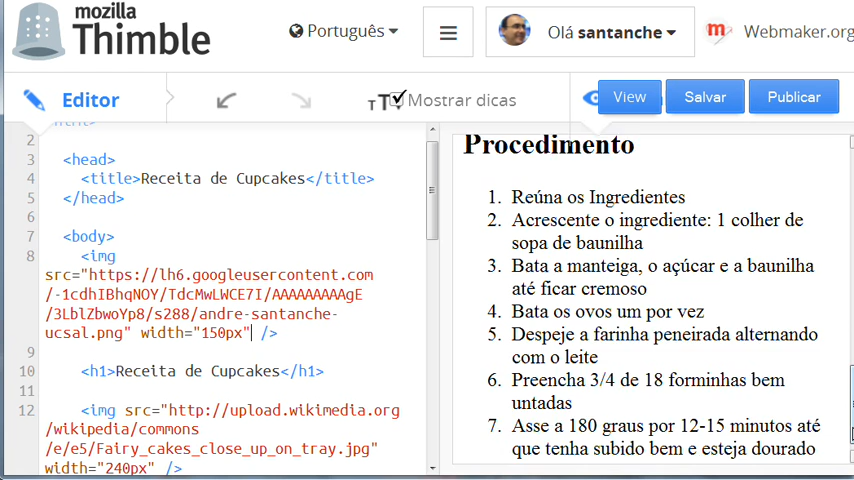 mozilla
Thimble
Português
Olá santanche
Webmaker.org
Editor
TT Mostrar dicas
View
Salvar
Publicar
2
3 <head>
4 <title>Receita de Cupcakes</title>
5 </head>
6
7 <body>
8 <img
src="https://lh6.googleusercontent.com
/-1cdhIBhqNOY/TdcMwLWCE7I/AAAAAAAAAgE
/3LblZbwoYp8/s288/andre-santanche-
ucsal.png" width="150px" />
9
10 <h1>Receita de Cupcakes</h1>
11
12 <img src="http://upload.wikimedia.org
/wikipedia/commons
/e/e5/Fairy_cakes_close_up_on_tray.jpg"
width="240px" />
Procedimento
1. Reúna os Ingredientes
2. Acrescente o ingrediente: 1 colher de
sopa de baunilha
3. Bata a manteiga, o açúcar e a baunilha
até ficar cremoso
4. Bata os ovos um por vez
5. Despeje a farinha peneirada alternando
com o leite
6. Preencha 3/4 de 18 forminhas bem
untadas
7. Asse a 180 graus por 12-15 minutos até
que tenha subido bem e esteja dourado